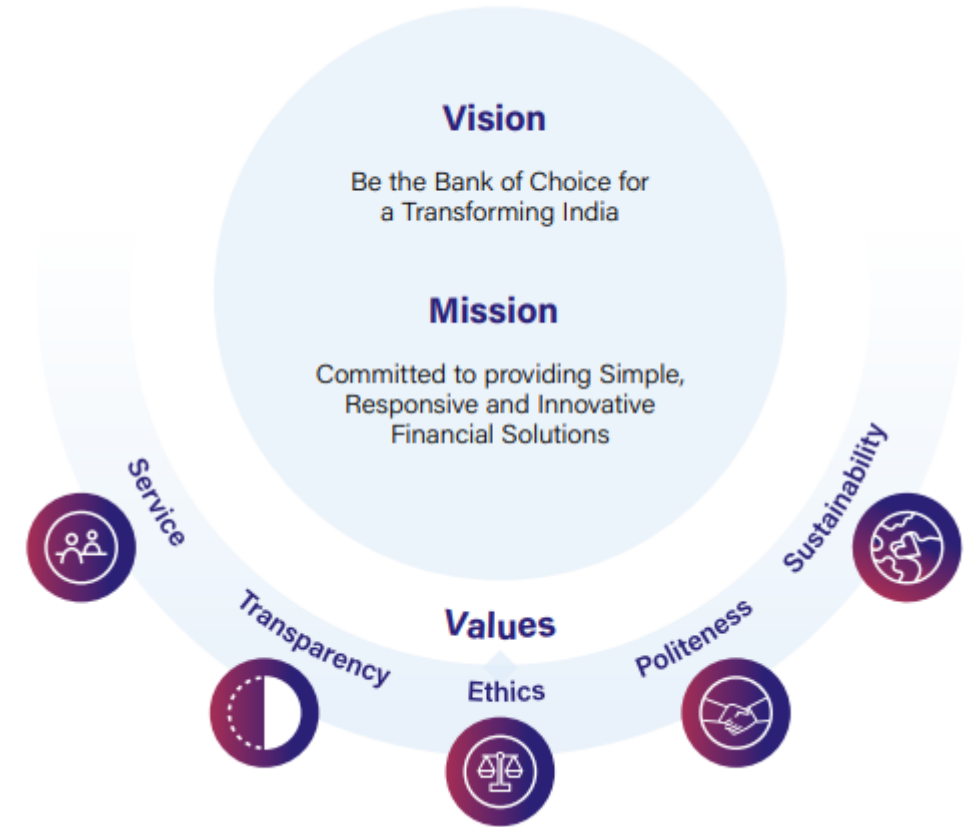 Vision
Be the Bank of Choice for
a Transforming India
Mission
Committed to providing Simple,
Responsive and Innovative
Financial Solutions
Values
Service
Transparency
Ethics
Politeness
Sustainability